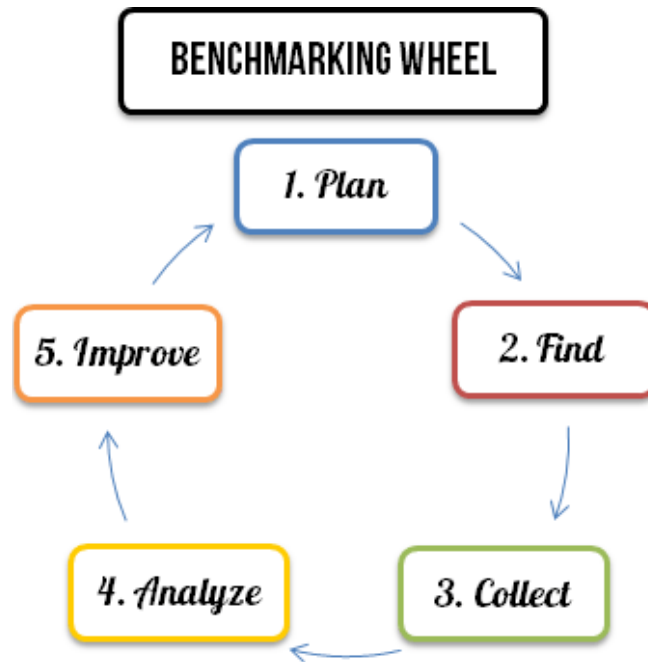 BENCHMARKING WHEEL
1. Plan
2. Find
3. Collect
4. Analyze
5. Improve